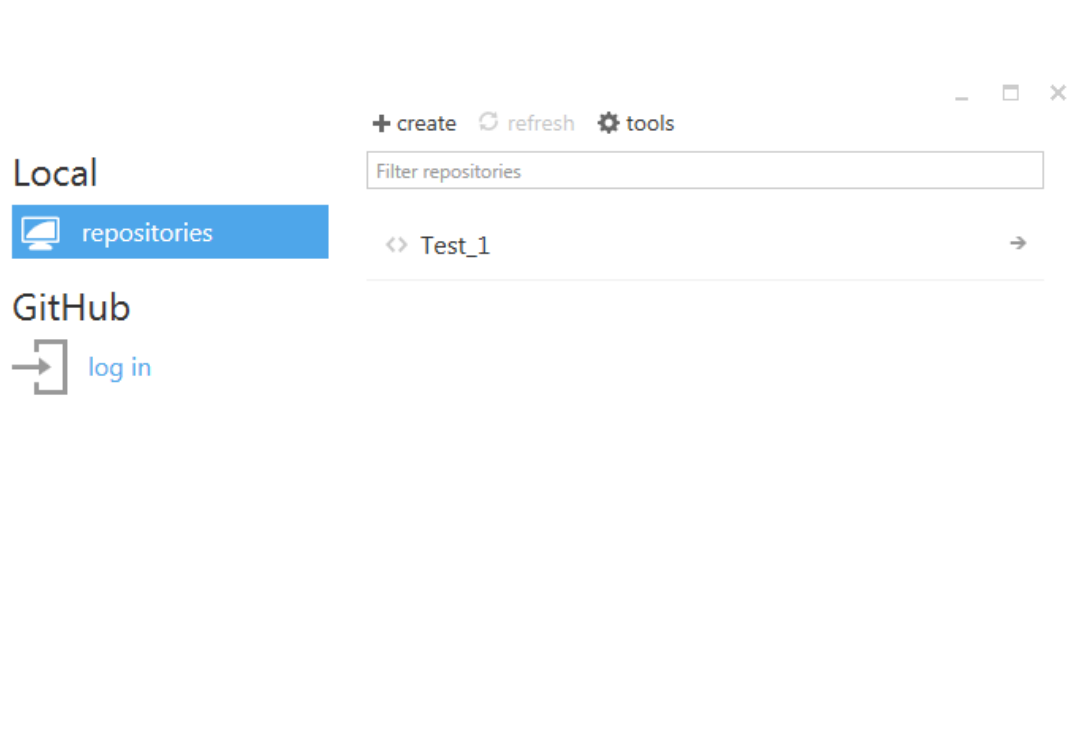 + create refresh tools
Local
Filter repositories
repositories
Test_1
GitHub
log in